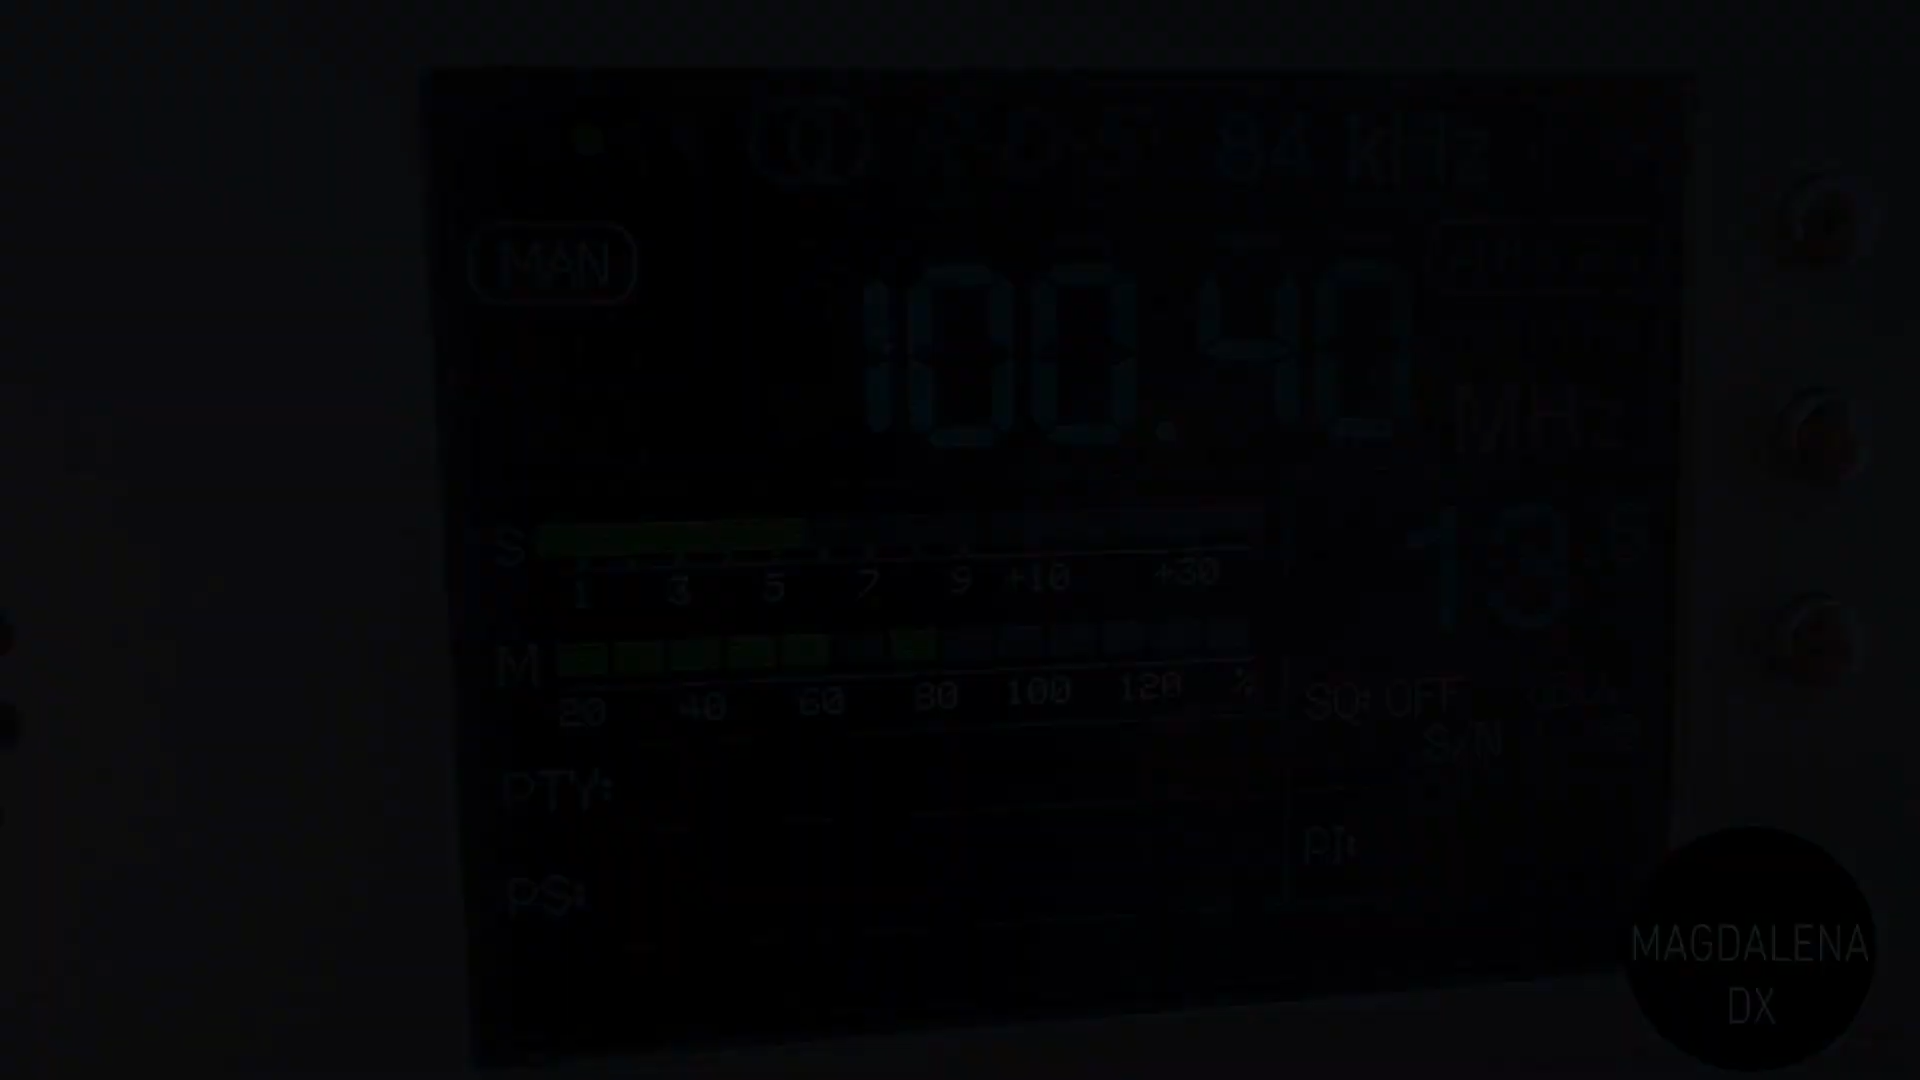 84 kHz
MAN
100.40
MHz
S
1 3 5 7 9 +10 +30
M
20 40 60 80 100 120 %
SQ: OFF
S/N
PTY:
PI:
PS:
MAGDALENA
DX